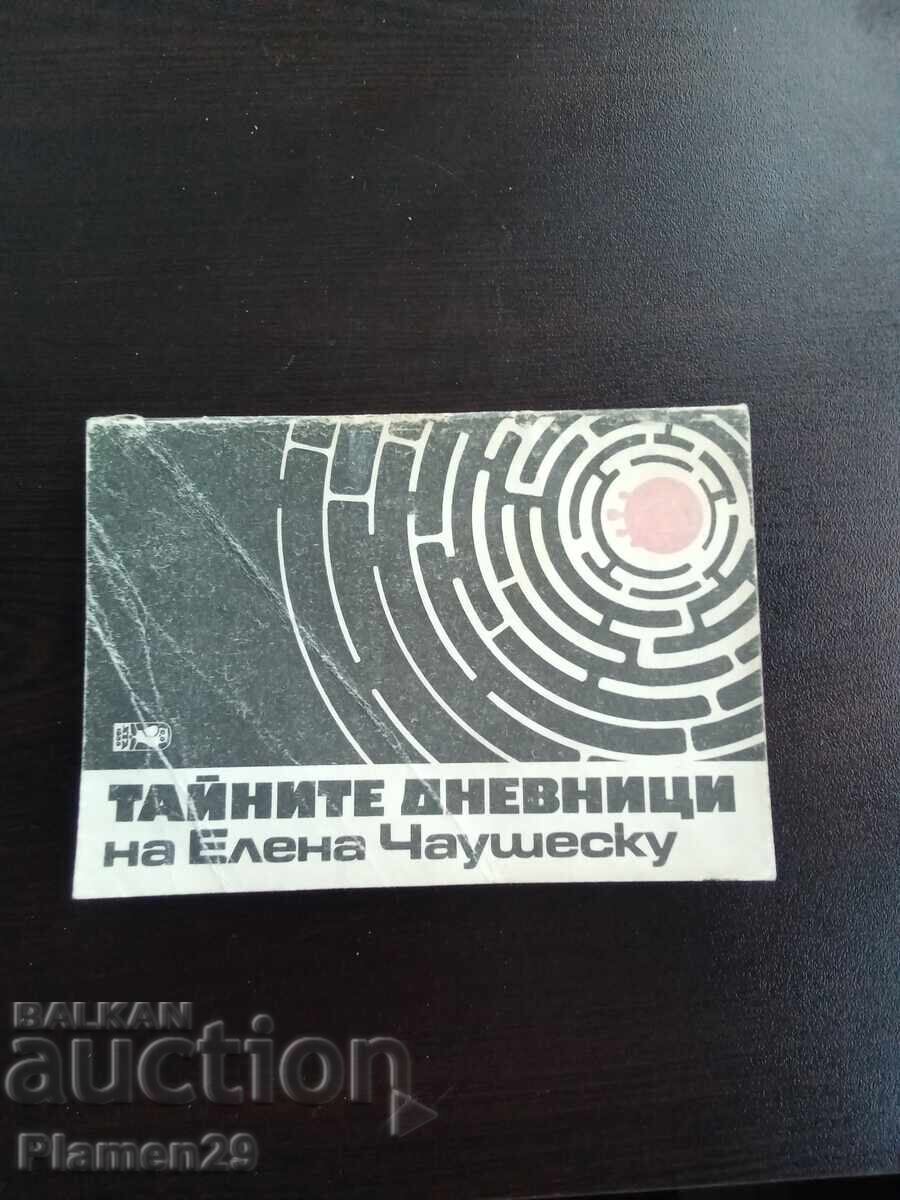 ТАЙНИТЕ ДНЕВНИЦИ
на Елена Чаушеску
BALKAN
auction
Plamen29